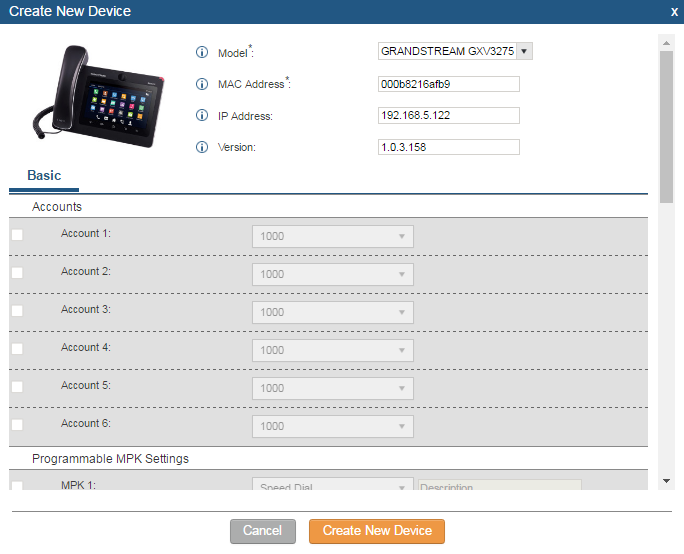 Create New Device X
Model*: GRANDSTREAM GXV3275
MAC Address*: 000b8216afb9
IP Address: 192.168.5.122
Version: 1.0.3.158
Basic
Accounts
Account 1: 1000
Account 2: 1000
Account 3: 1000
Account 4: 1000
Account 5: 1000
Account 6: 1000
Programmable MPK Settings
MPK 1: Speed Dial Description
Cancel Create New Device